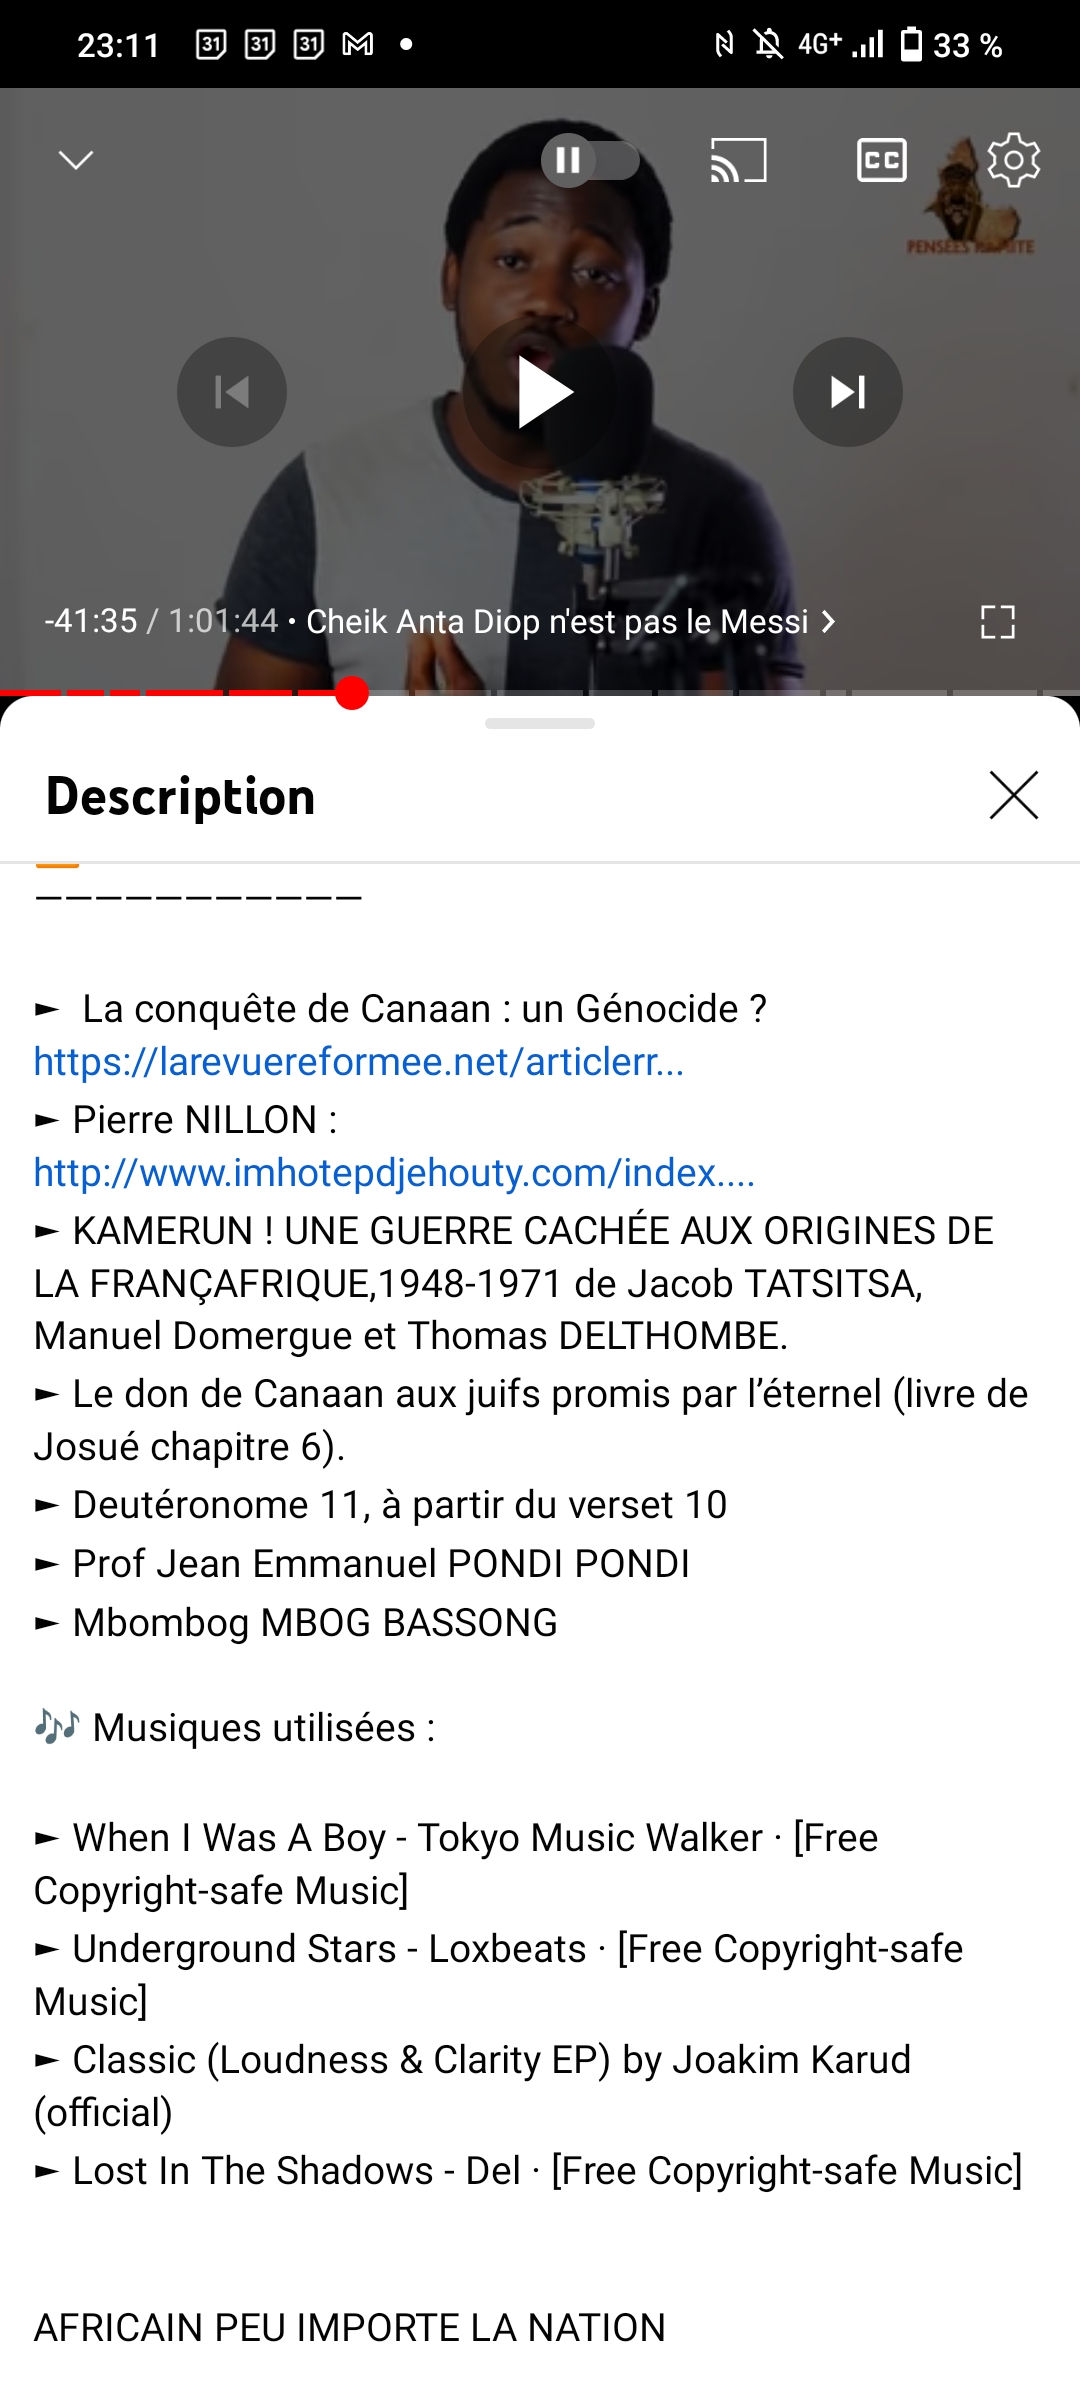 23:11
31 31 31
4G+
33 %
CC
PENSÉES KAMITE
-41:35 / 1:01:44 • Cheik Anta Diop n'est pas le Messi
Description
———————————
► La conquête de Canaan : un Génocide ?
https://larevuereformee.net/articlerr...
► Pierre NILLON :
http://www.imhotepdjehouty.com/index....
► KAMERUN ! UNE GUERRE CACHÉE AUX ORIGINES DE
LA FRANÇAFRIQUE,1948-1971 de Jacob TATSITSA,
Manuel Domergue et Thomas DELTHOMBE.
► Le don de Canaan aux juifs promis par l’éternel (livre de
Josué chapitre 6).
► Deutéronome 11, à partir du verset 10
► Prof Jean Emmanuel PONDI PONDI
► Mbombog MBOG BASSONG
🎶 Musiques utilisées :
► When I Was A Boy - Tokyo Music Walker · [Free
Copyright-safe Music]
► Underground Stars - Loxbeats · [Free Copyright-safe
Music]
► Classic (Loudness & Clarity EP) by Joakim Karud
(official)
► Lost In The Shadows - Del · [Free Copyright-safe Music]
AFRICAIN PEU IMPORTE LA NATION